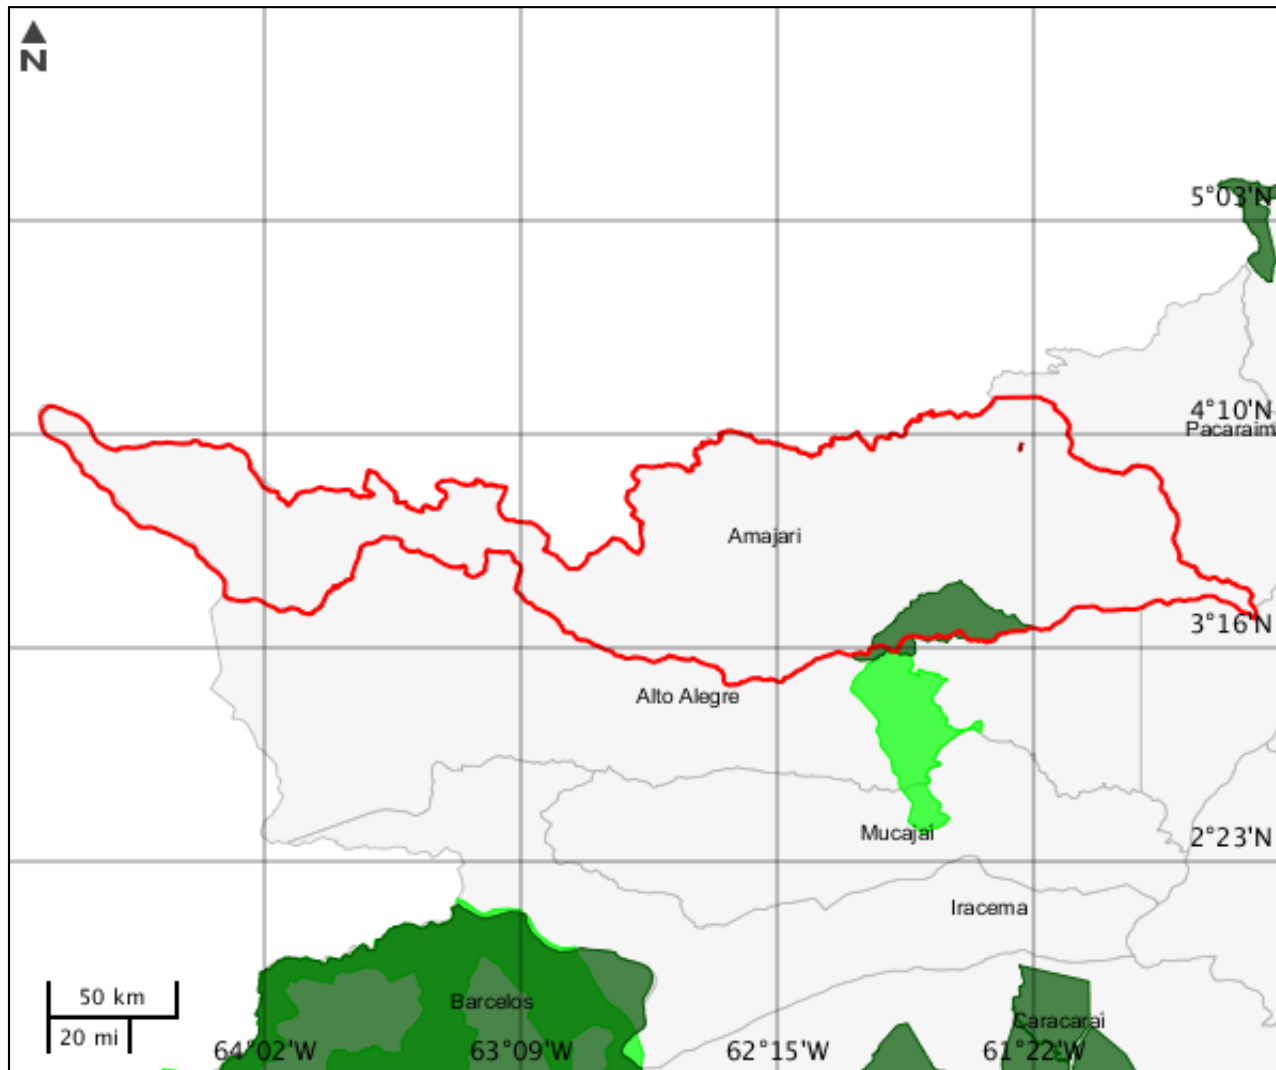 N
5°03'N
4°10'N
Pacaraim
Amajari
3°16'N
Alto Alegre
Mucajaí
2°23'N
Iracema
50 km
20 mi
Barcelos
Caracarai
64°02'W
63°09'W
62°15'W
61°22'W